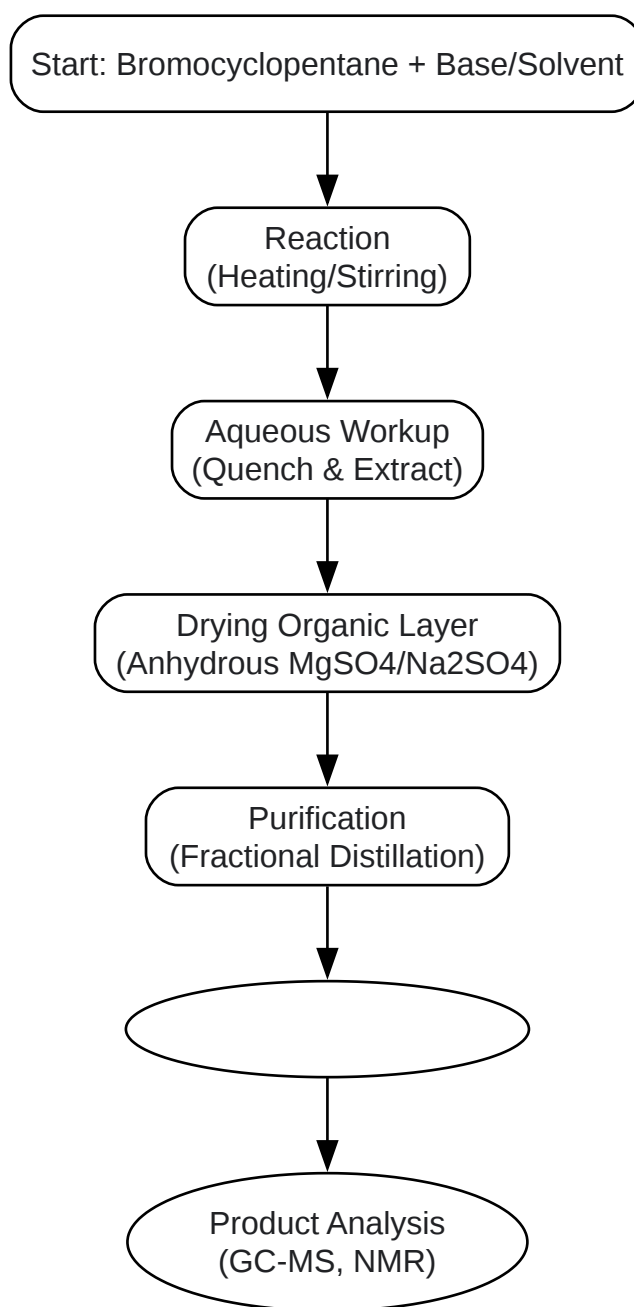 Start: Bromocyclopentane + Base/Solvent
Reaction
(Heating/Stirring)
Aqueous Workup
(Quench & Extract)
Drying Organic Layer
(Anhydrous MgSO4/Na2SO4)
Purification
(Fractional Distillation)
Product Analysis
(GC-MS, NMR)